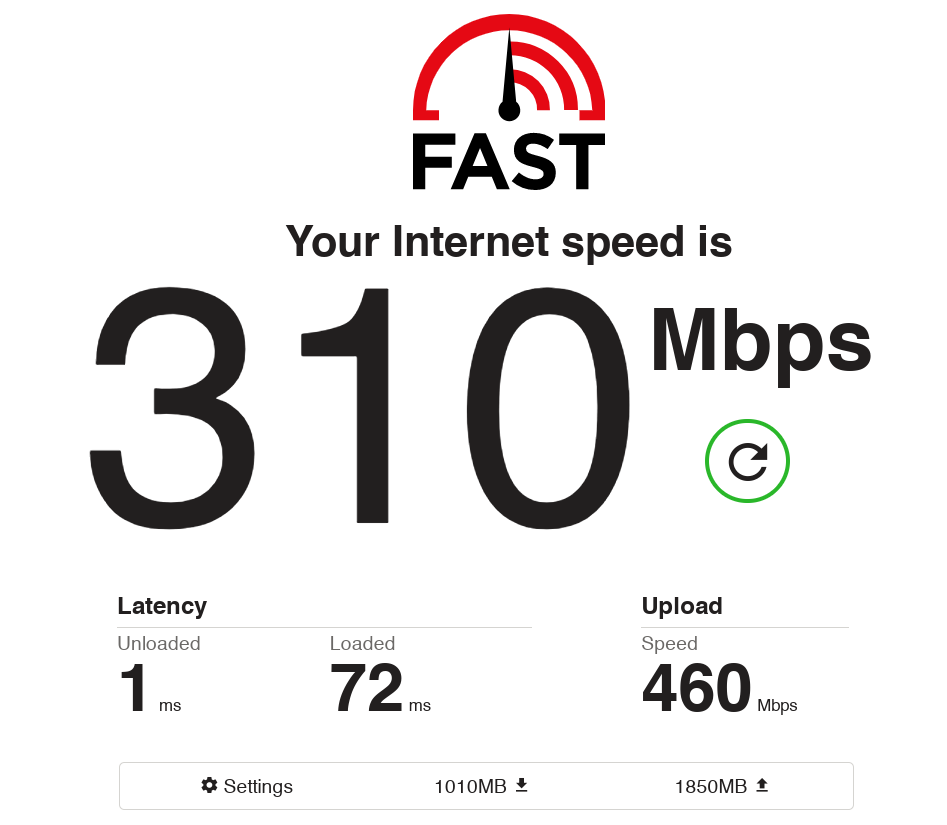 FAST
Your Internet speed is
310 Mbps
Latency
Upload
Unloaded
Loaded
Speed
1 ms
72 ms
460 Mbps
Settings
1010MB
1850MB